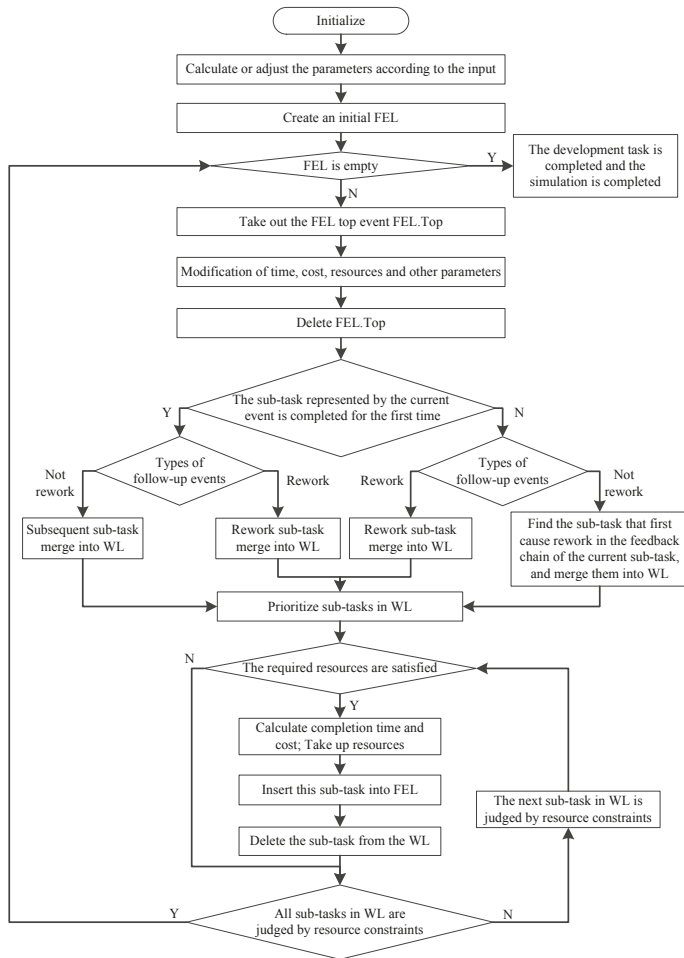 Initialize
Calculate or adjust the parameters according to the input
Create an initial FEL
FEL is empty
Y
The development task is
completed and the
simulation is completed
N
Take out the FEL top event FEL.Top
Modification of time, cost, resources and other parameters
Delete FEL.Top
The sub-task represented by the current
event is completed for the first time
Y
N
Types of
follow-up events
Not
rework
Rework
Types of
follow-up events
Rework
Not
rework
Subsequent sub-task
merge into WL
Rework sub-task
merge into WL
Rework sub-task
merge into WL
Find the sub-task that first
cause rework in the feedback
chain of the current sub-task,
and merge them into WL
Prioritize sub-tasks in WL
N
The required resources are satisfied
Y
Calculate completion time and
cost; Take up resources
Insert this sub-task into FEL
The next sub-task in WL is
judged by resource constraints
Delete the sub-task from the WL
Y
All sub-tasks in WL are
judged by resource constraints
N